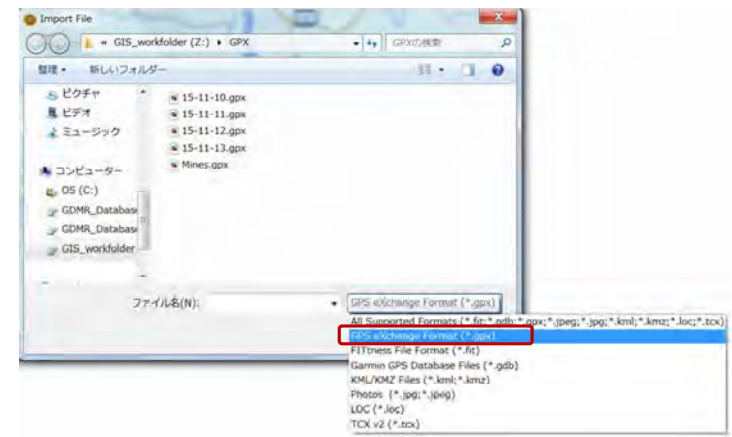 Import File
« GIS_workfolder (Z:) › GPX
GPXの検索
整理・ 新しいフォルダー
ピクチャ
ビデオ
ミュージック
コンピューター
OS (C:)
GDMR_Databas
GDMR_Databas
GIS_workfolder
15-11-10.gpx
15-11-11.gpx
15-11-12.gpx
15-11-13.gpx
Mines.gpx
ファイル名(N):
GPS eXchange Format (*.gpx)
All Supported Formats (*.fit;*.gdb;*.gpx;*.jpeg;*.jpg;*.kml;*.kmz;*.loc;*.tcx)
GPS eXchange Format (*.gpx)
FITness File Format (*.fit)
Garmin GPS Database Files (*.gdb)
KML/KMZ Files (*.kml;*.kmz)
Photos (*.jpg;*.jpeg)
LOC (*.loc)
TCX v2 (*.tcx)